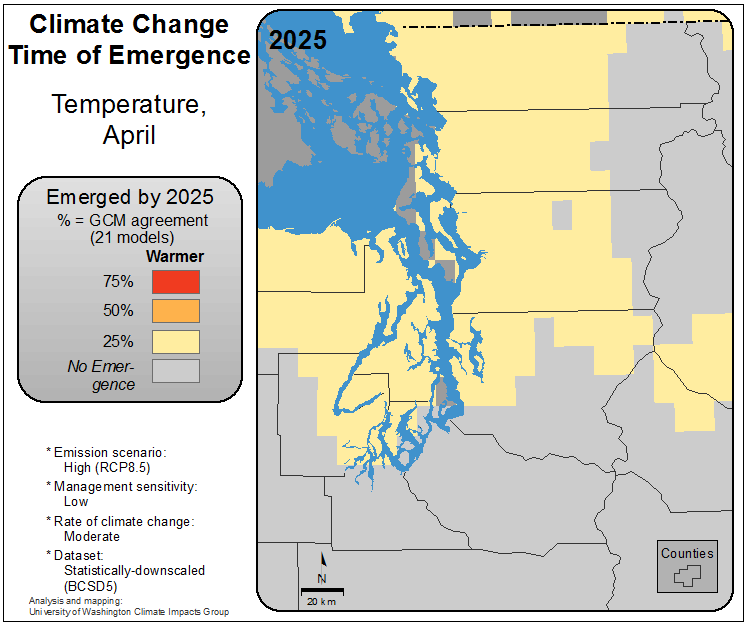 Climate Change
Time of Emergence
Temperature,
April
Emerged by 2025
% = GCM agreement
(21 models)
Warmer
75%
50%
25%
No Emer-
gence
* Emission scenario:
High (RCP8.5)
* Management sensitivity:
Low
* Rate of climate change:
Moderate
* Dataset:
Statistically-downscaled
(BCSD5)
Analysis and mapping:
University of Washington Climate Impacts Group
2025
N
20 km
Counties